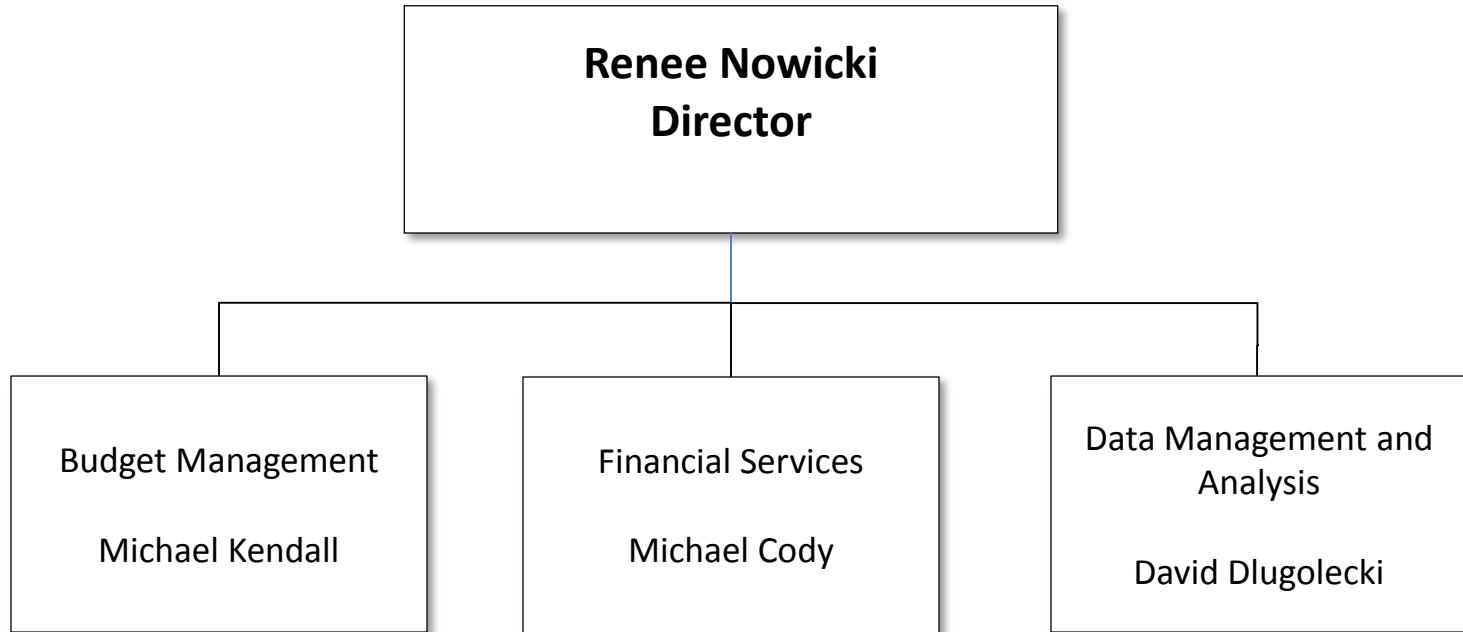 Renee Nowicki
Director
Budget Management
Michael Kendall
Financial Services
Michael Cody
Data Management and
Analysis
David Dlugolecki